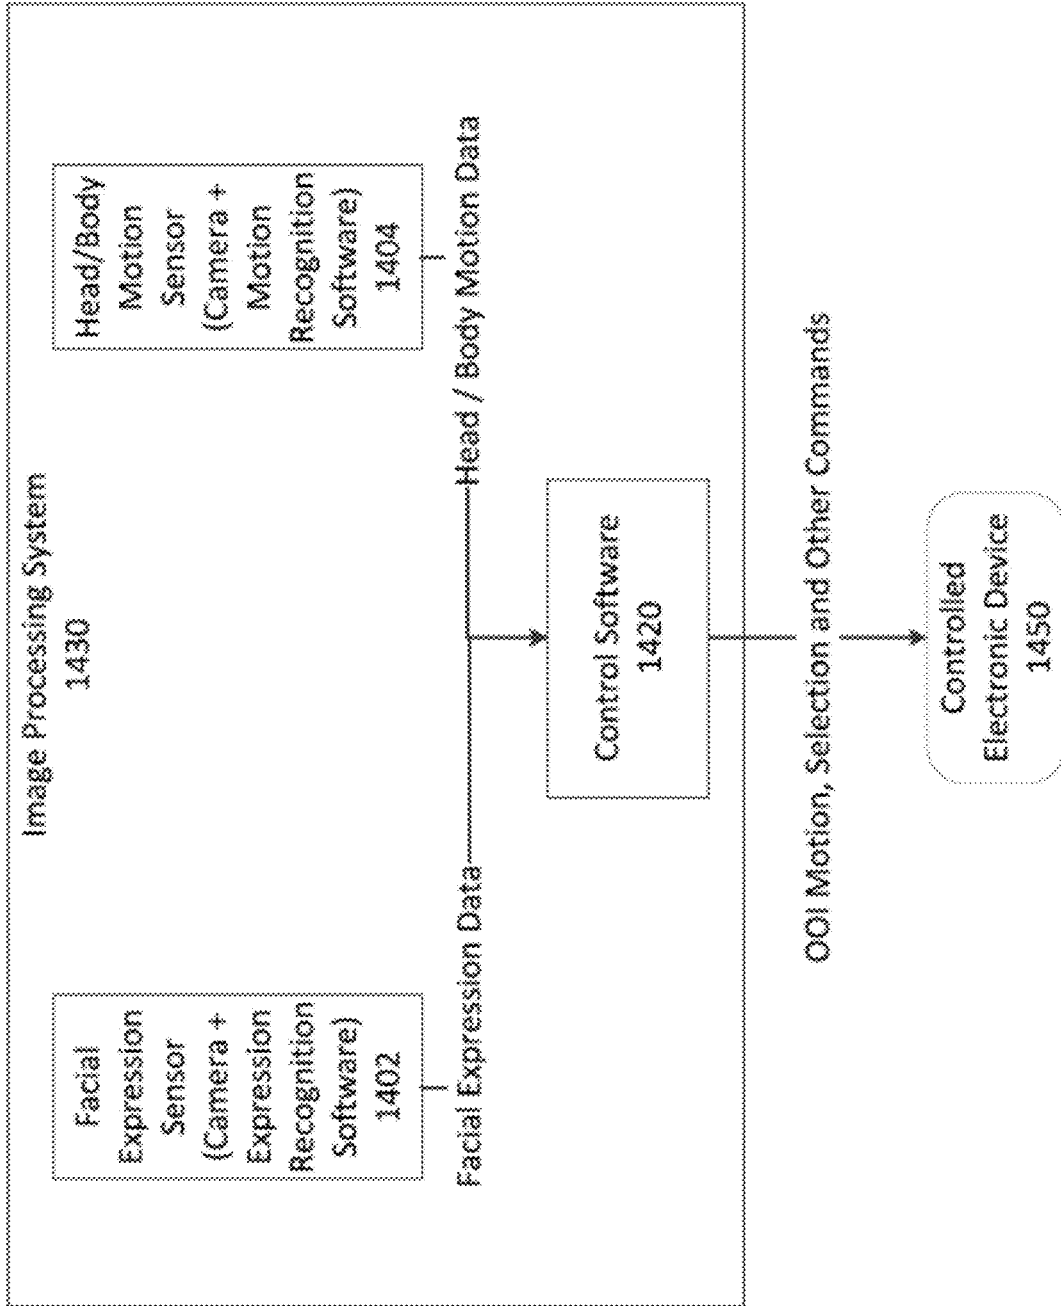 Image Processing System
1430
Facial
Expression
Sensor
(Camera +
Expression
Recognition
Software)
1402
Head/Body
Motion
Sensor
(Camera +
Motion
Recognition
Software)
1404
Facial Expression Data
Head / Body Motion Data
Control Software
1420
OOI Motion, Selection and Other Commands
Controlled
Electronic Device
1450